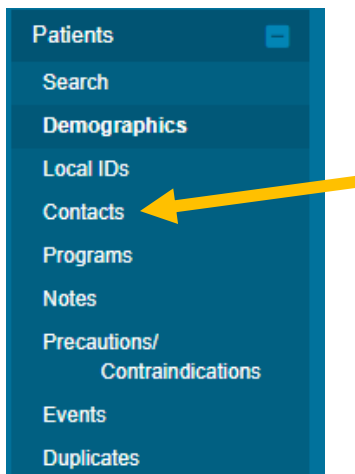 Patients
Search
Demographics
Local IDs
Contacts
Programs
Notes
Precautions/
Contraindications
Events
Duplicates